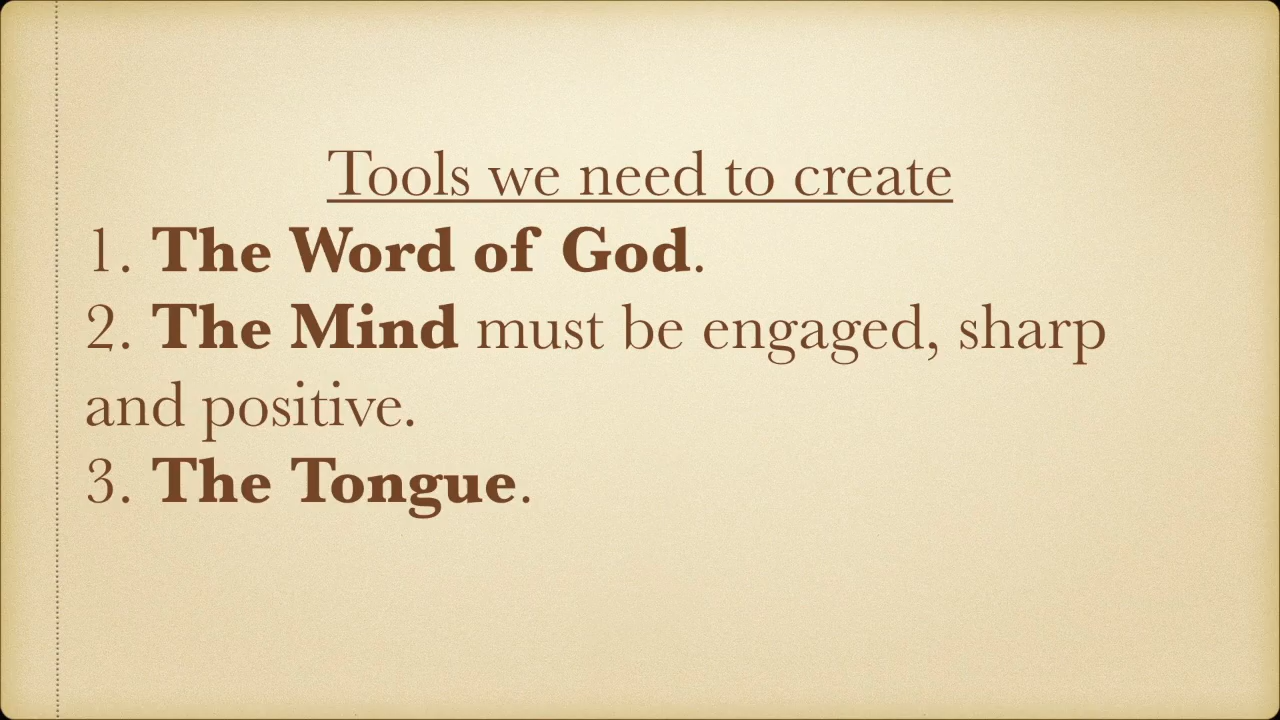 Tools we need to create
1. The Word of God.
2. The Mind must be engaged, sharp
and positive.
3. The Tongue.